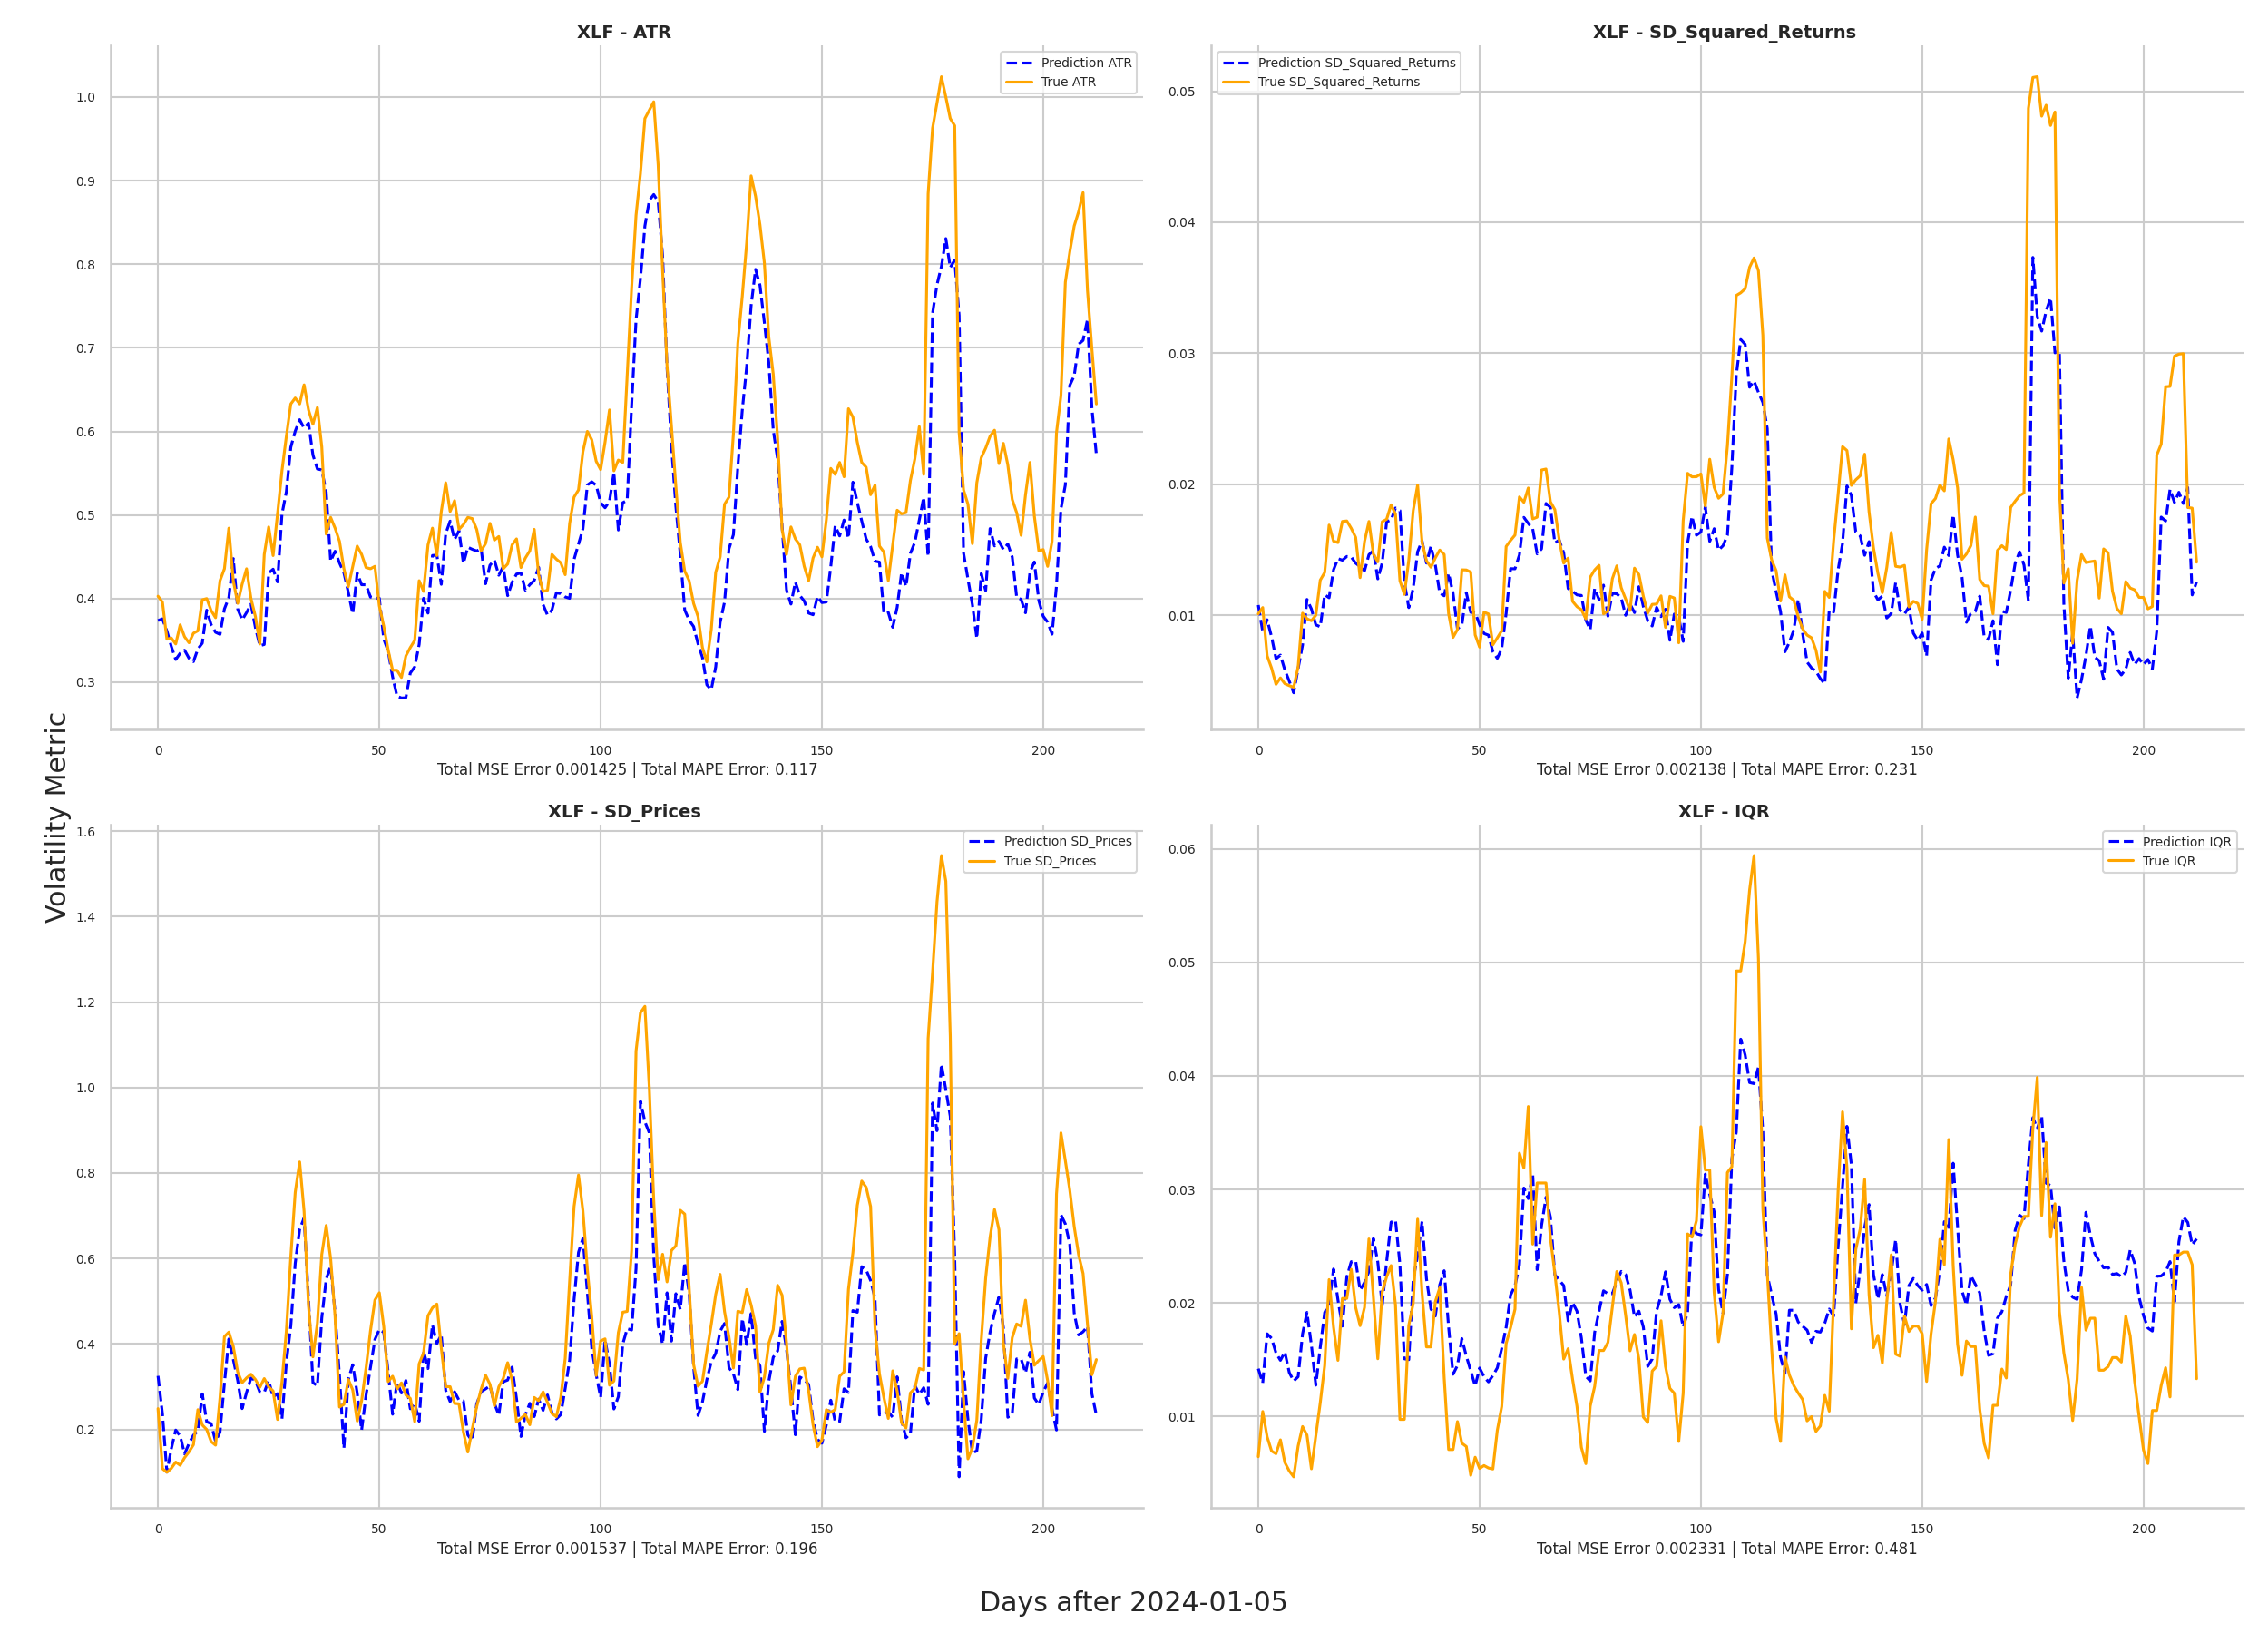 XLF - ATR
Prediction ATR
True ATR
1.0
0.9
0.8
0.7
0.6
0.5
0.4
0.3
0
50
100
150
200
Total MSE Error 0.001425 | Total MAPE Error: 0.117
XLF - SD_Squared_Returns
Prediction SD_Squared_Returns
True SD_Squared_Returns
0.05
0.04
0.03
0.02
0.01
0
50
100
150
200
Total MSE Error 0.002138 | Total MAPE Error: 0.231
Volatility Metric
XLF - SD_Prices
Prediction SD_Prices
True SD_Prices
1.6
1.4
1.2
1.0
0.8
0.6
0.4
0.2
0
50
100
150
200
Total MSE Error 0.001537 | Total MAPE Error: 0.196
XLF - IQR
Prediction IQR
True IQR
0.06
0.05
0.04
0.03
0.02
0.01
0
50
100
150
200
Total MSE Error 0.002331 | Total MAPE Error: 0.481
Days after 2024-01-05